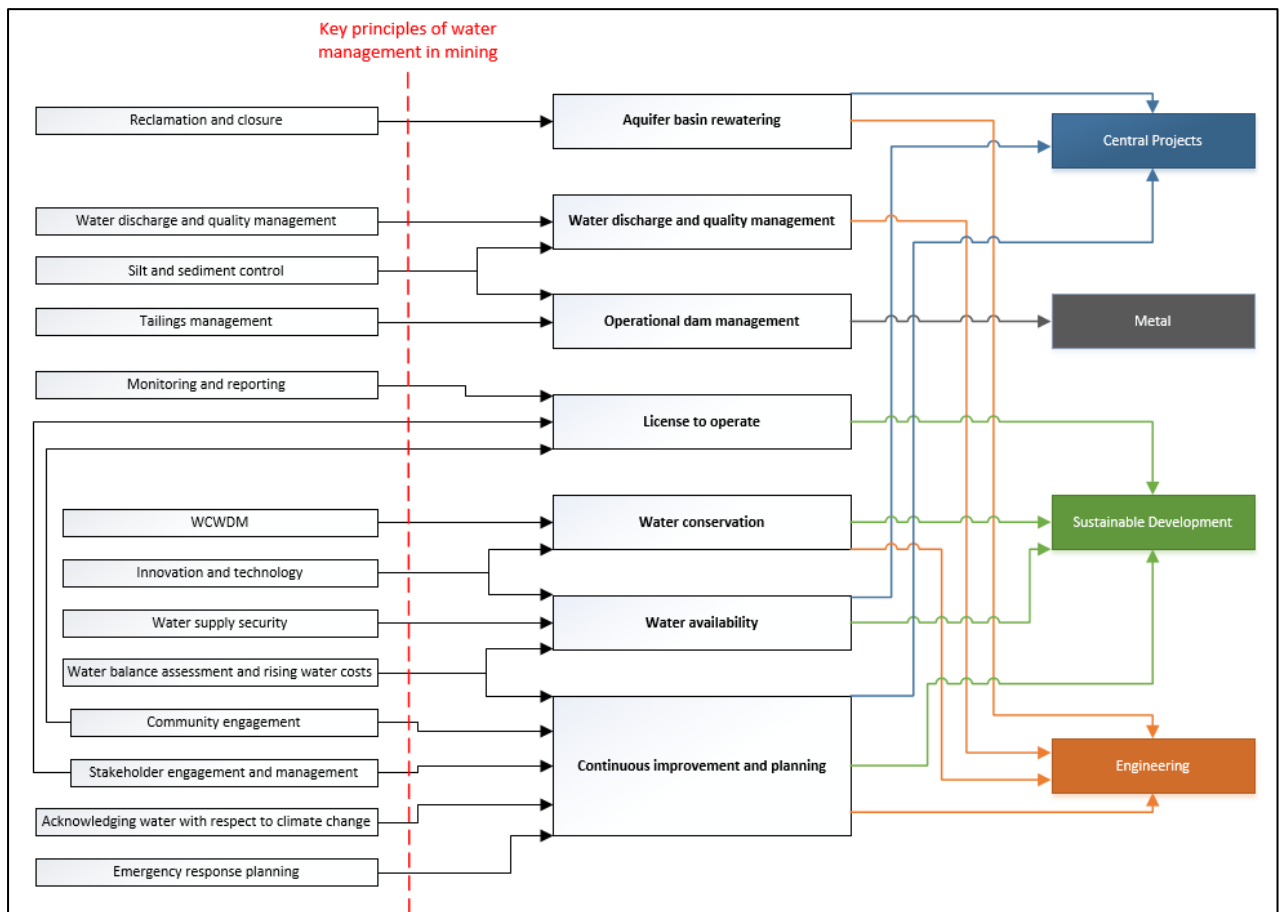 Key principles of water
management in mining
Reclamation and closure
Water discharge and quality management
Silt and sediment control
Tailings management
Monitoring and reporting
WCWDM
Innovation and technology
Water supply security
Water balance assessment and rising water costs
Community engagement
Stakeholder engagement and management
Acknowledging water with respect to climate change
Emergency response planning
Aquifer basin rewatering
Water discharge and quality management
Operational dam management
License to operate
Water conservation
Water availability
Continuous improvement and planning
Central Projects
Metal
Sustainable Development
Engineering